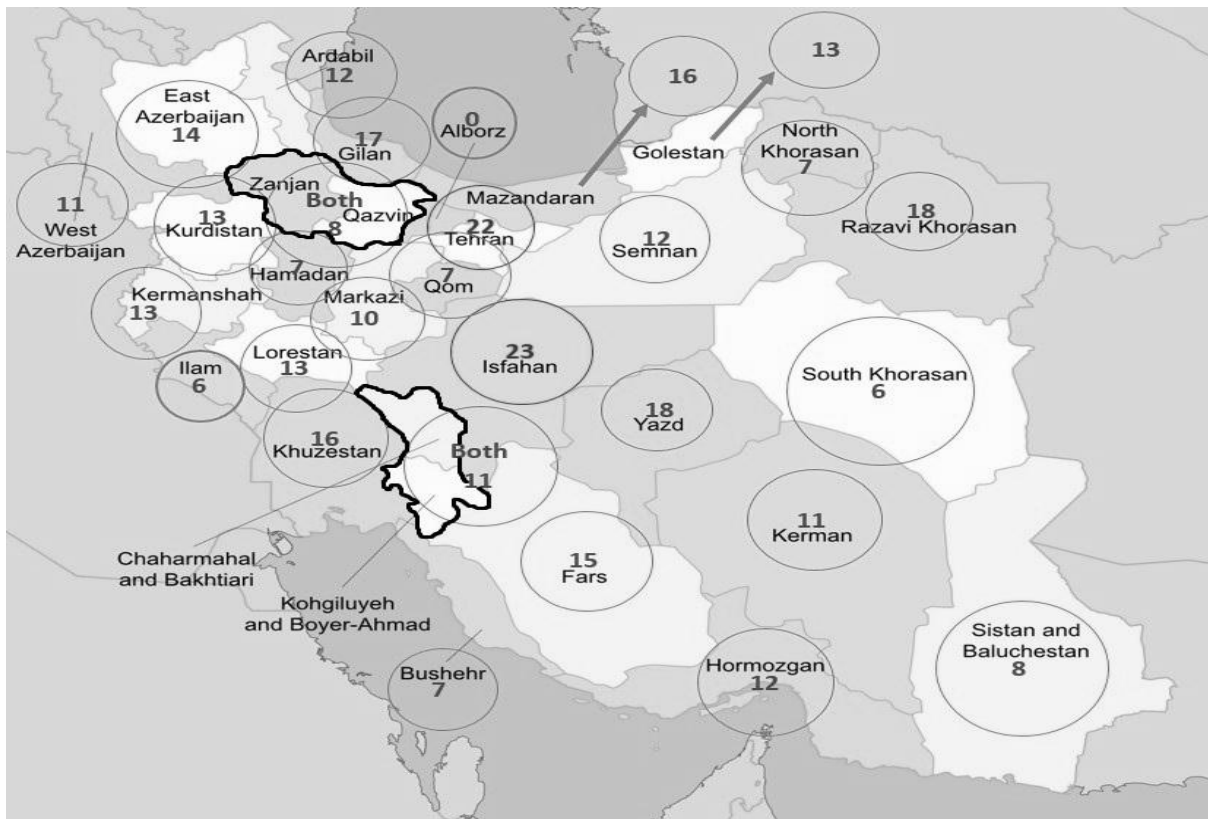 13
16
Ardabil
12
East
Azerbaijan
14
0
Alborz
17
Gilan
Golestan
North
Khorasan
7
Zanjan
Both
Qazvin
8
Mazandaran
11
West
Azerbaijan
13
Kurdistan
22
Tehran
12
Semnan
18
Razavi Khorasan
7
Hamadan
7
Qom
Kermanshah
13
Markazi
10
Lorestan
13
23
Isfahan
Ilam
6
South Khorasan
6
18
Yazd
16
Khuzestan
Both
11
11
Kerman
Chaharmahal
and Bakhtiari
15
Fars
Kohgiluyeh
and Boyer-Ahmad
Sistan and
Baluchestan
8
Bushehr
7
Hormozgan
12